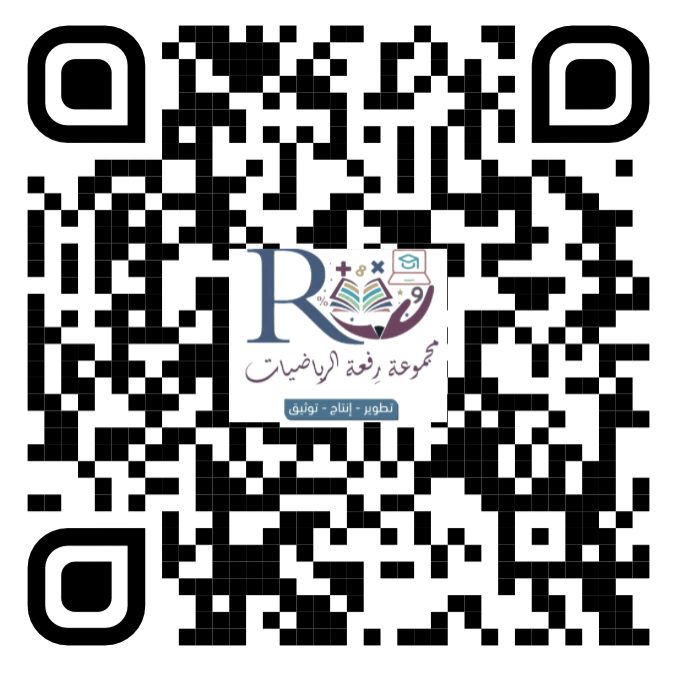 R
مجموعة رفعة الرياضيات
تطوير - إنتاج - توثيق